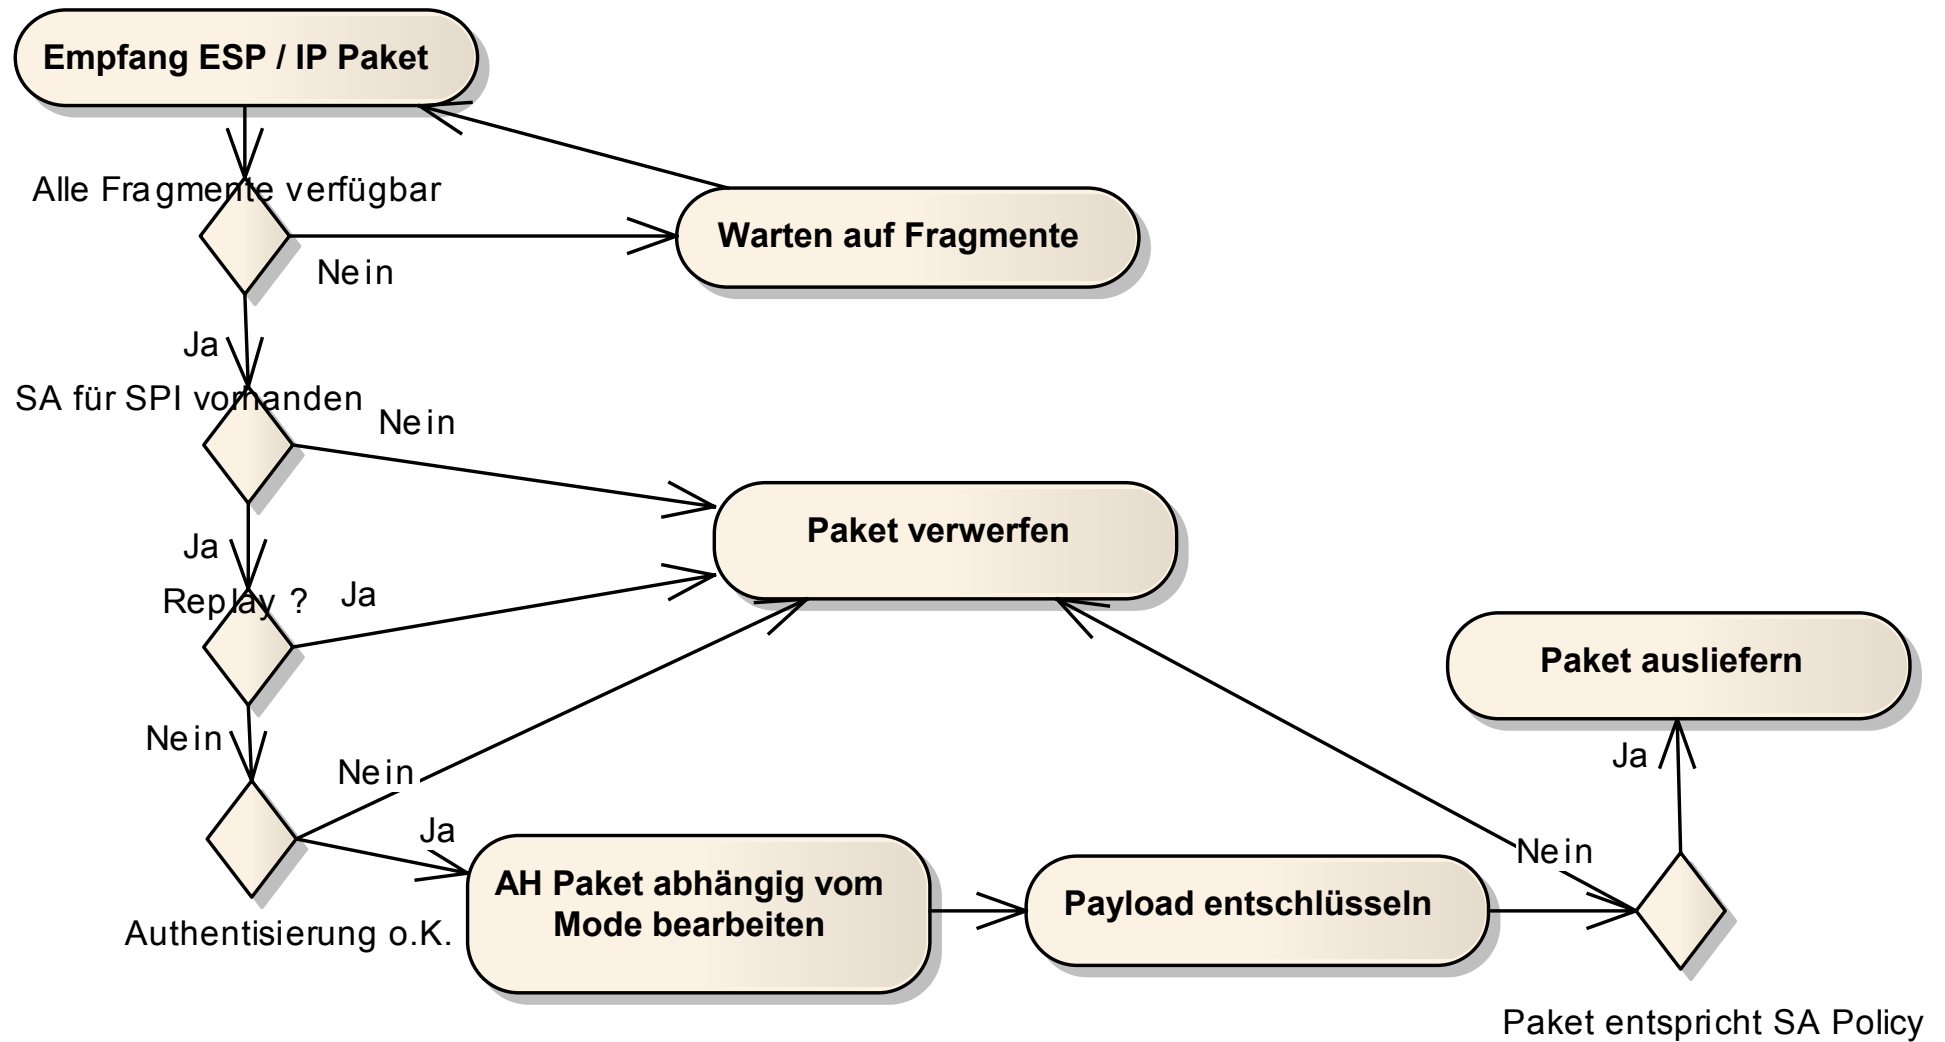 Empfang ESP / IP Paket
Alle Fragmente verfügbar
Warten auf Fragmente
Nein
Ja
SA für SPI vorhanden
Nein
Paket verwerfen
Ja
Replay ?
Ja
Paket ausliefern
Nein
Ja
Nein
Ja
Nein
AH Paket abhängig vom
Mode bearbeiten
Payload entschlüsseln
Authentisierung o.K.
Paket entspricht SA Policy